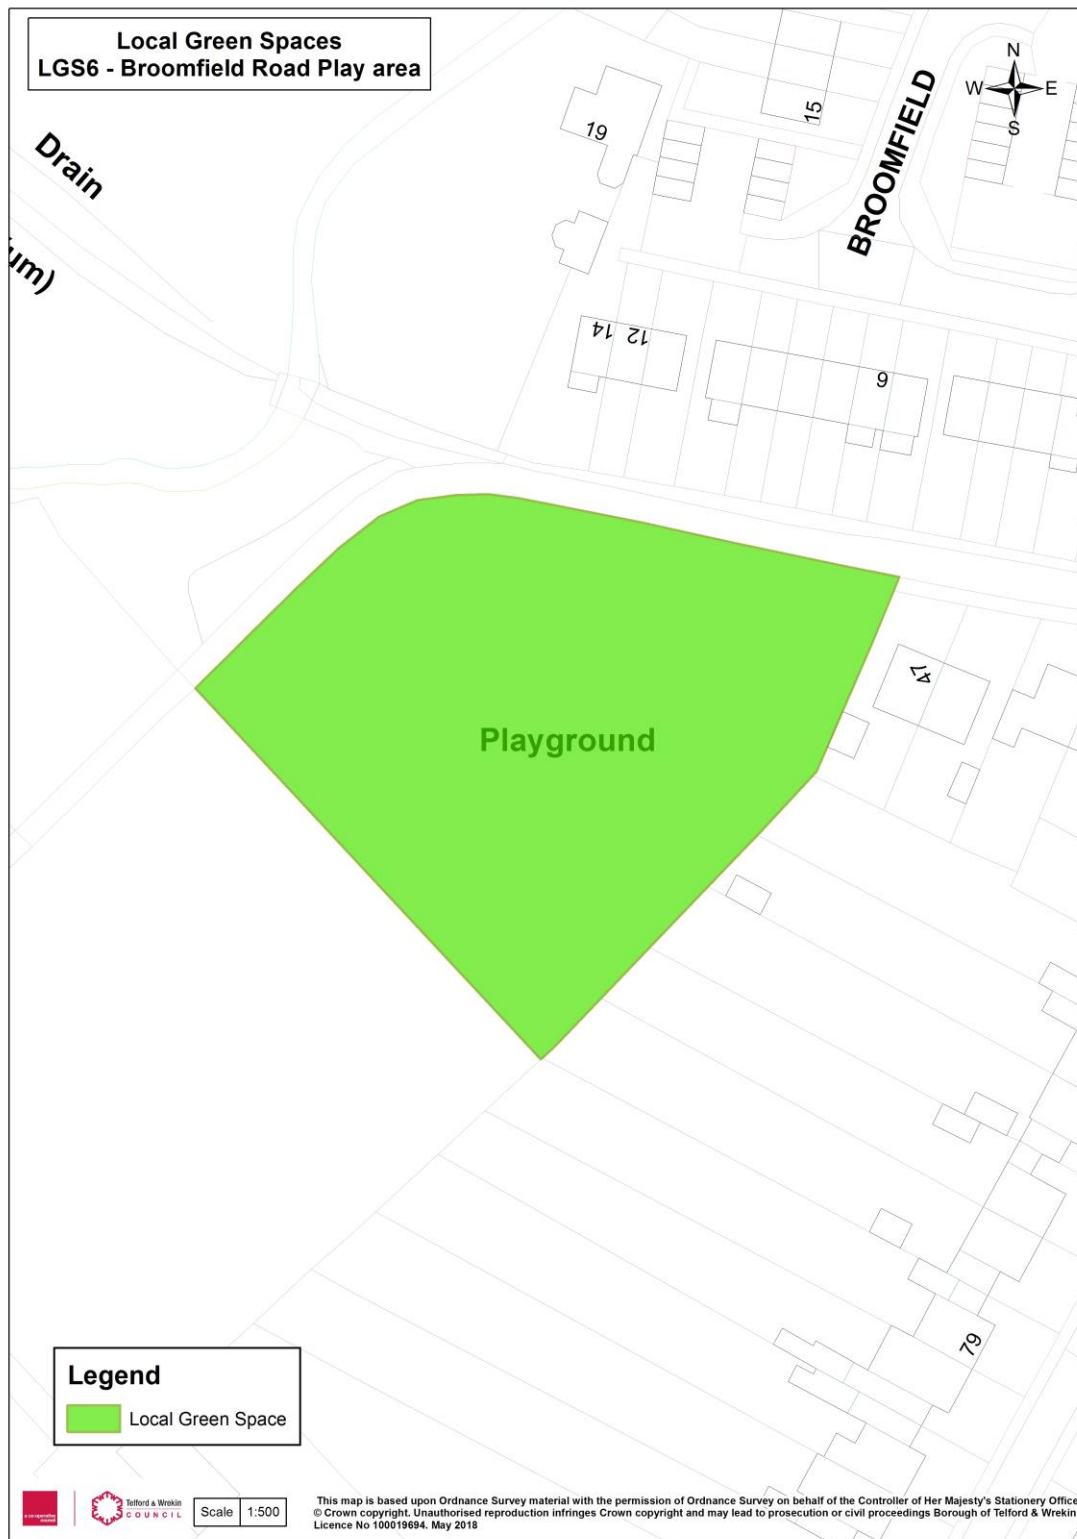 Local Green Spaces
LGS6 - Broomfield Road Play area
N
W E
S
15
19
BROOMFIELD
Drain
um)
14 12
6
47
Playground
79
Legend
Local Green Space
a co-operative council
Telford & Wrekin
COUNCIL
Scale 1:500
This map is based upon Ordnance Survey material with the permission of Ordnance Survey on behalf of the Controller of Her Majesty's Stationery Office
© Crown copyright. Unauthorised reproduction infringes Crown copyright and may lead to prosecution or civil proceedings Borough of Telford & Wrekin
Licence No 100019694. May 2018